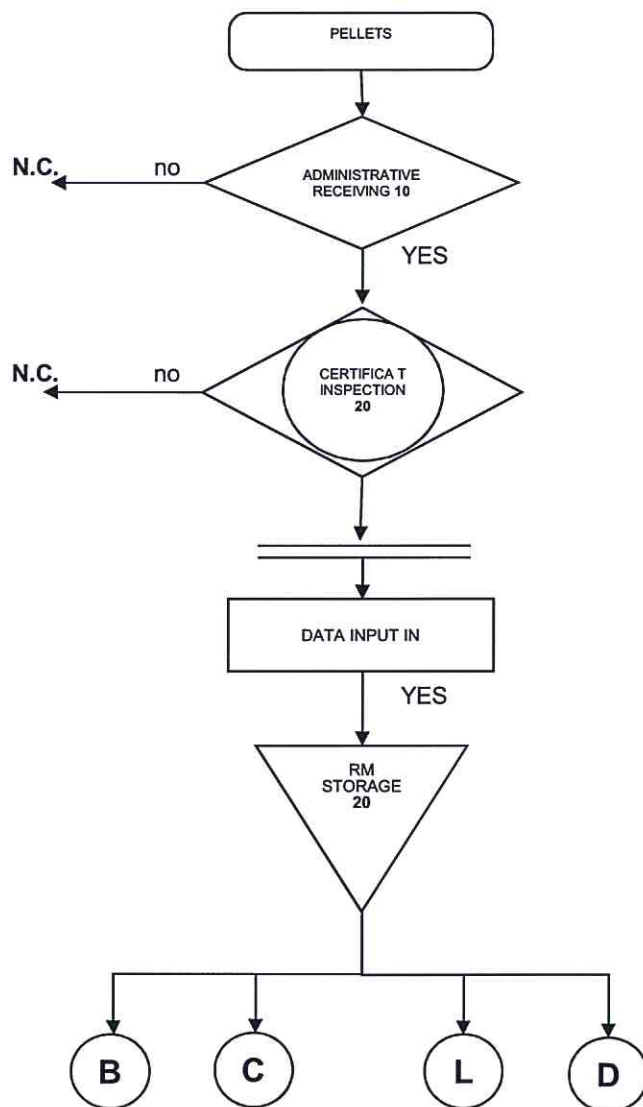 PELLETS
N.C.
no
ADMINISTRATIVE
RECEIVING 10
YES
N.C.
no
CERTIFICA T
INSPECTION
20
DATA INPUT IN
YES
RM
STORAGE
20
B
C
L
D